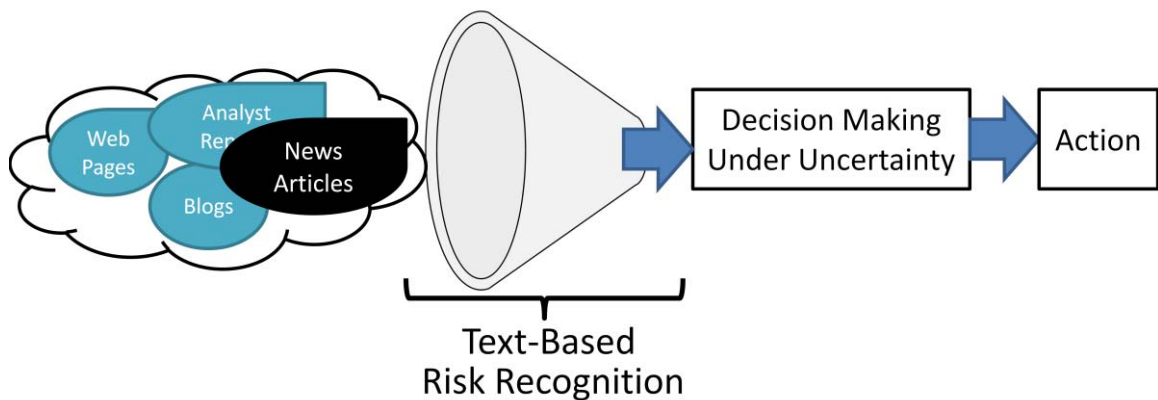 Web
Pages
Analyst
News
Articles
Blogs
Decision Making
Under Uncertainty
Action
Text-Based
Risk Recognition